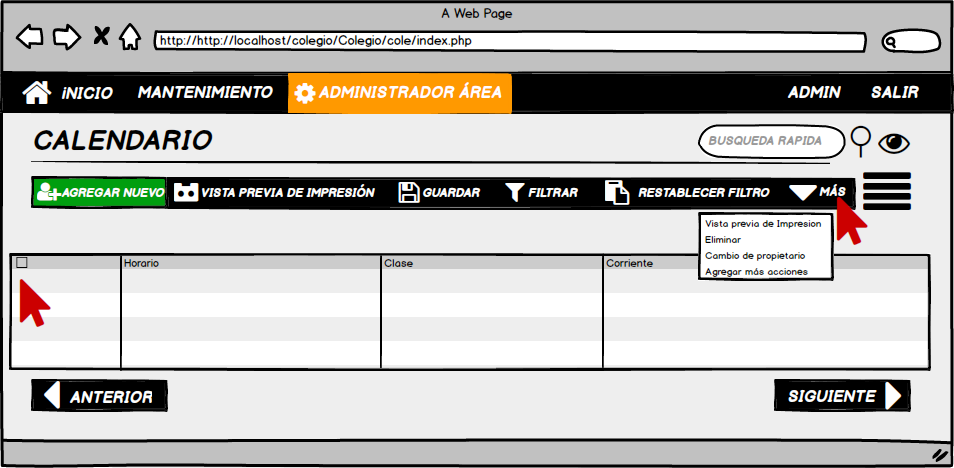 A Web Page
http://http://localhost/colegio/Colegio/cole/index.php
iNICIO MANTENIMIENTO ADMINISTRADOR ÁREA ADMIN SALIR
CALENDARIO BUSQUEDA RAPIDA
AGREGAR NUEVO VISTA PREVIA DE IMPRESIÓN GUARDAR FILTRAR RESTABLECER FILTRO MÁS
Vista previa de Impresion
Eliminar
Cambio de propietario
Agregar más acciones
Horario Clase Corriente
ANTERIOR SIGUIENTE